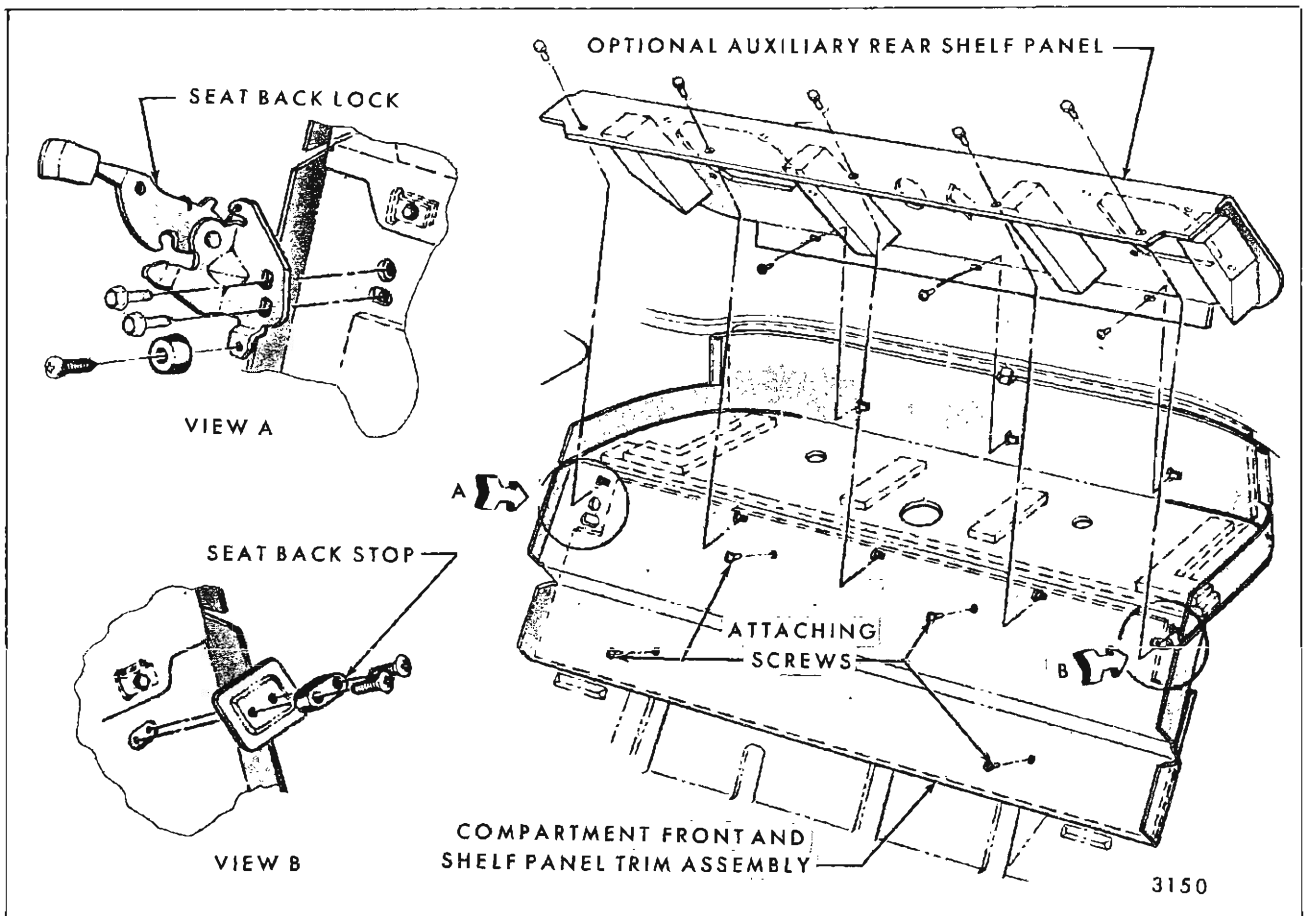 OPTIONAL AUXILIARY REAR SHELF PANEL
SEAT BACK LOCK
VIEW A
A
SEAT BACK STOP
ATTACHING
SCREWS
B
COMPARTMENT FRONT AND
SHELF PANEL TRIM ASSEMBLY
VIEW B
3150